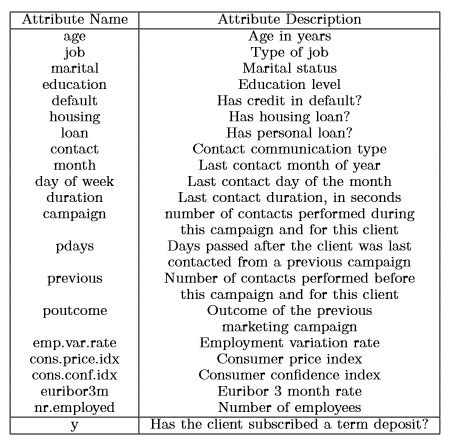 Attribute Name Attribute Description
age Age in years
job Type of job
marital Marital status
education Education level
default Has credit in default?
housing Has housing loan?
loan Has personal loan?
contact Contact communication type
month Last contact month of year
day of week Last contact day of the month
duration Last contact duration, in seconds
campaign number of contacts performed during
this campaign and for this client
pdays Days passed after the client was last
contacted from a previous campaign
previous Number of contacts performed before
this campaign and for this client
poutcome Outcome of the previous
marketing campaign
emp.var.rate Employment variation rate
cons.price.idx Consumer price index
cons.conf.idx Consumer confidence index
euribor3m Euribor 3 month rate
nr.employed Number of employees
y Has the client subscribed a term deposit?